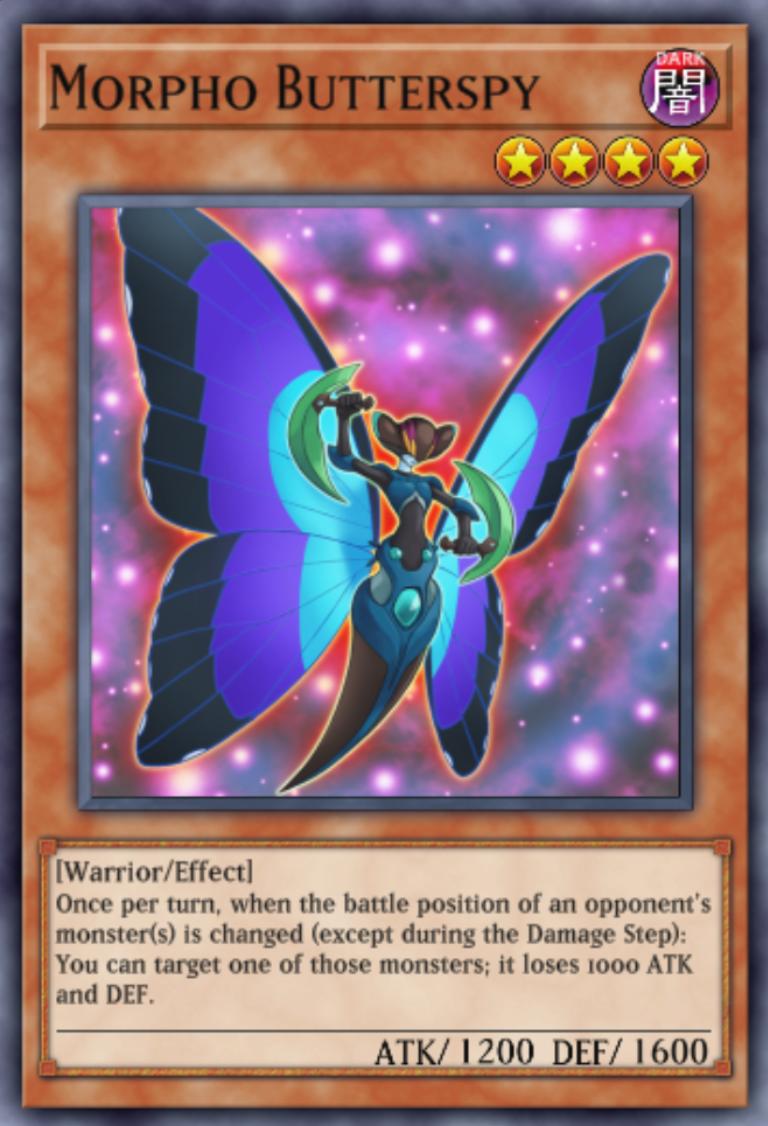 Morpho Butterspy
DARK
闇
[Warrior/Effect]
Once per turn, when the battle position of an opponent's
monster(s) is changed (except during the Damage Step):
You can target one of those monsters; it loses 1000 ATK
and DEF.
ATK/ 1200 DEF/ 1600